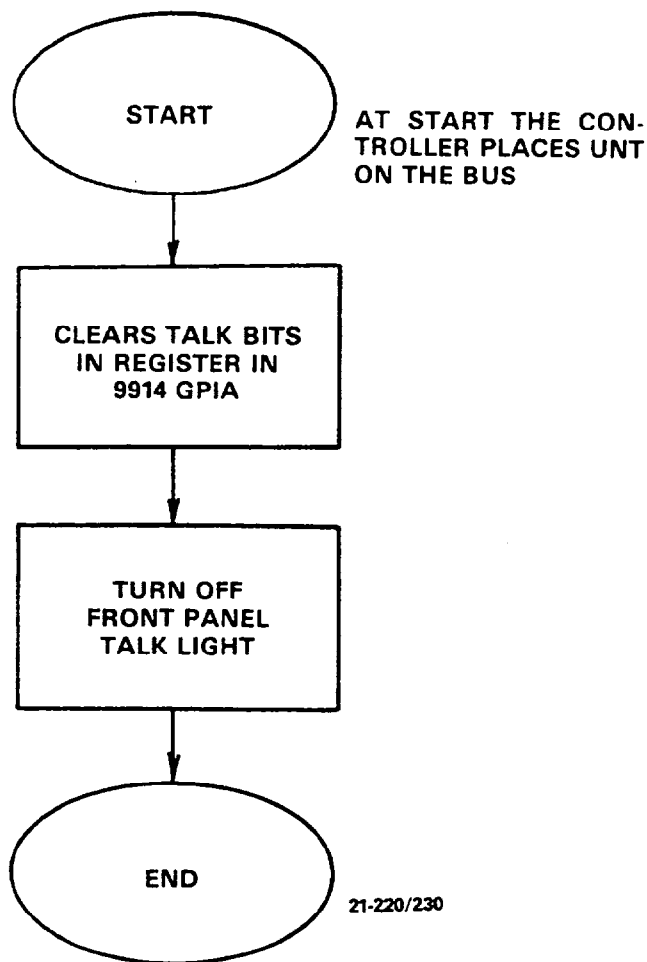 START
AT START THE CON-
TROLLER PLACES UNT
ON THE BUS
CLEARS TALK BITS
IN REGISTER IN
9914 GPIA
TURN OFF
FRONT PANEL
TALK LIGHT
END
21-220/230